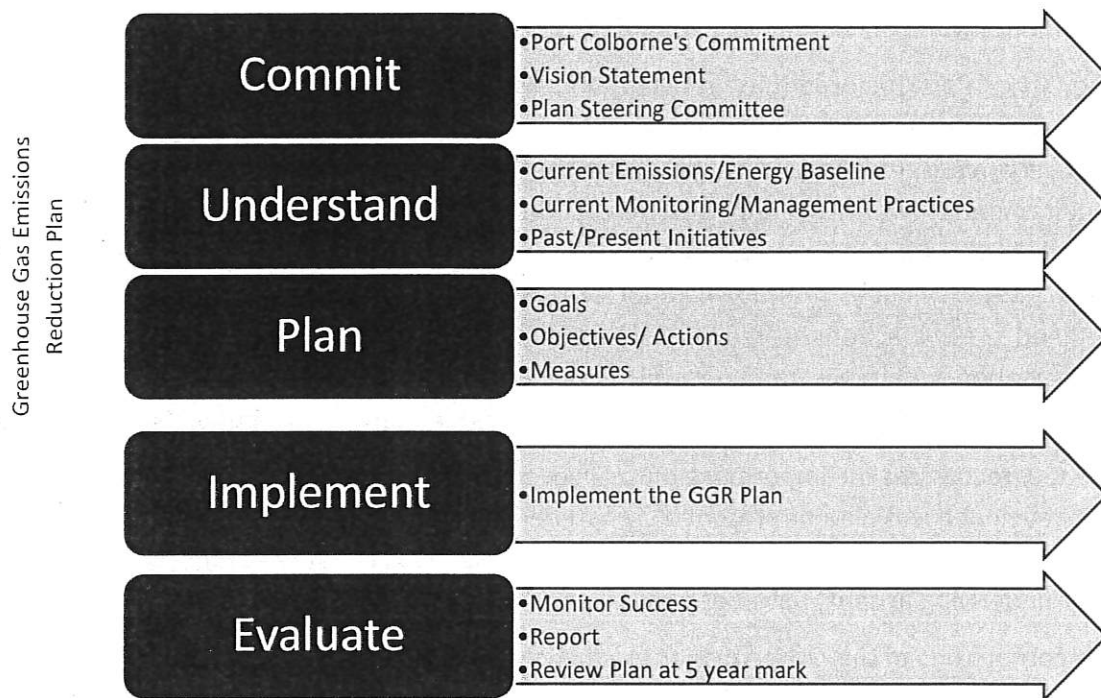 Greenhouse Gas Emissions
Reduction Plan
Commit
•Port Colborne's Commitment
•Vision Statement
•Plan Steering Committee
Understand
•Current Emissions/Energy Baseline
•Current Monitoring/Management Practices
•Past/Present Initiatives
Plan
•Goals
•Objectives/ Actions
•Measures
Implement
•Implement the GGR Plan
Evaluate
•Monitor Success
•Report
•Review Plan at 5 year mark